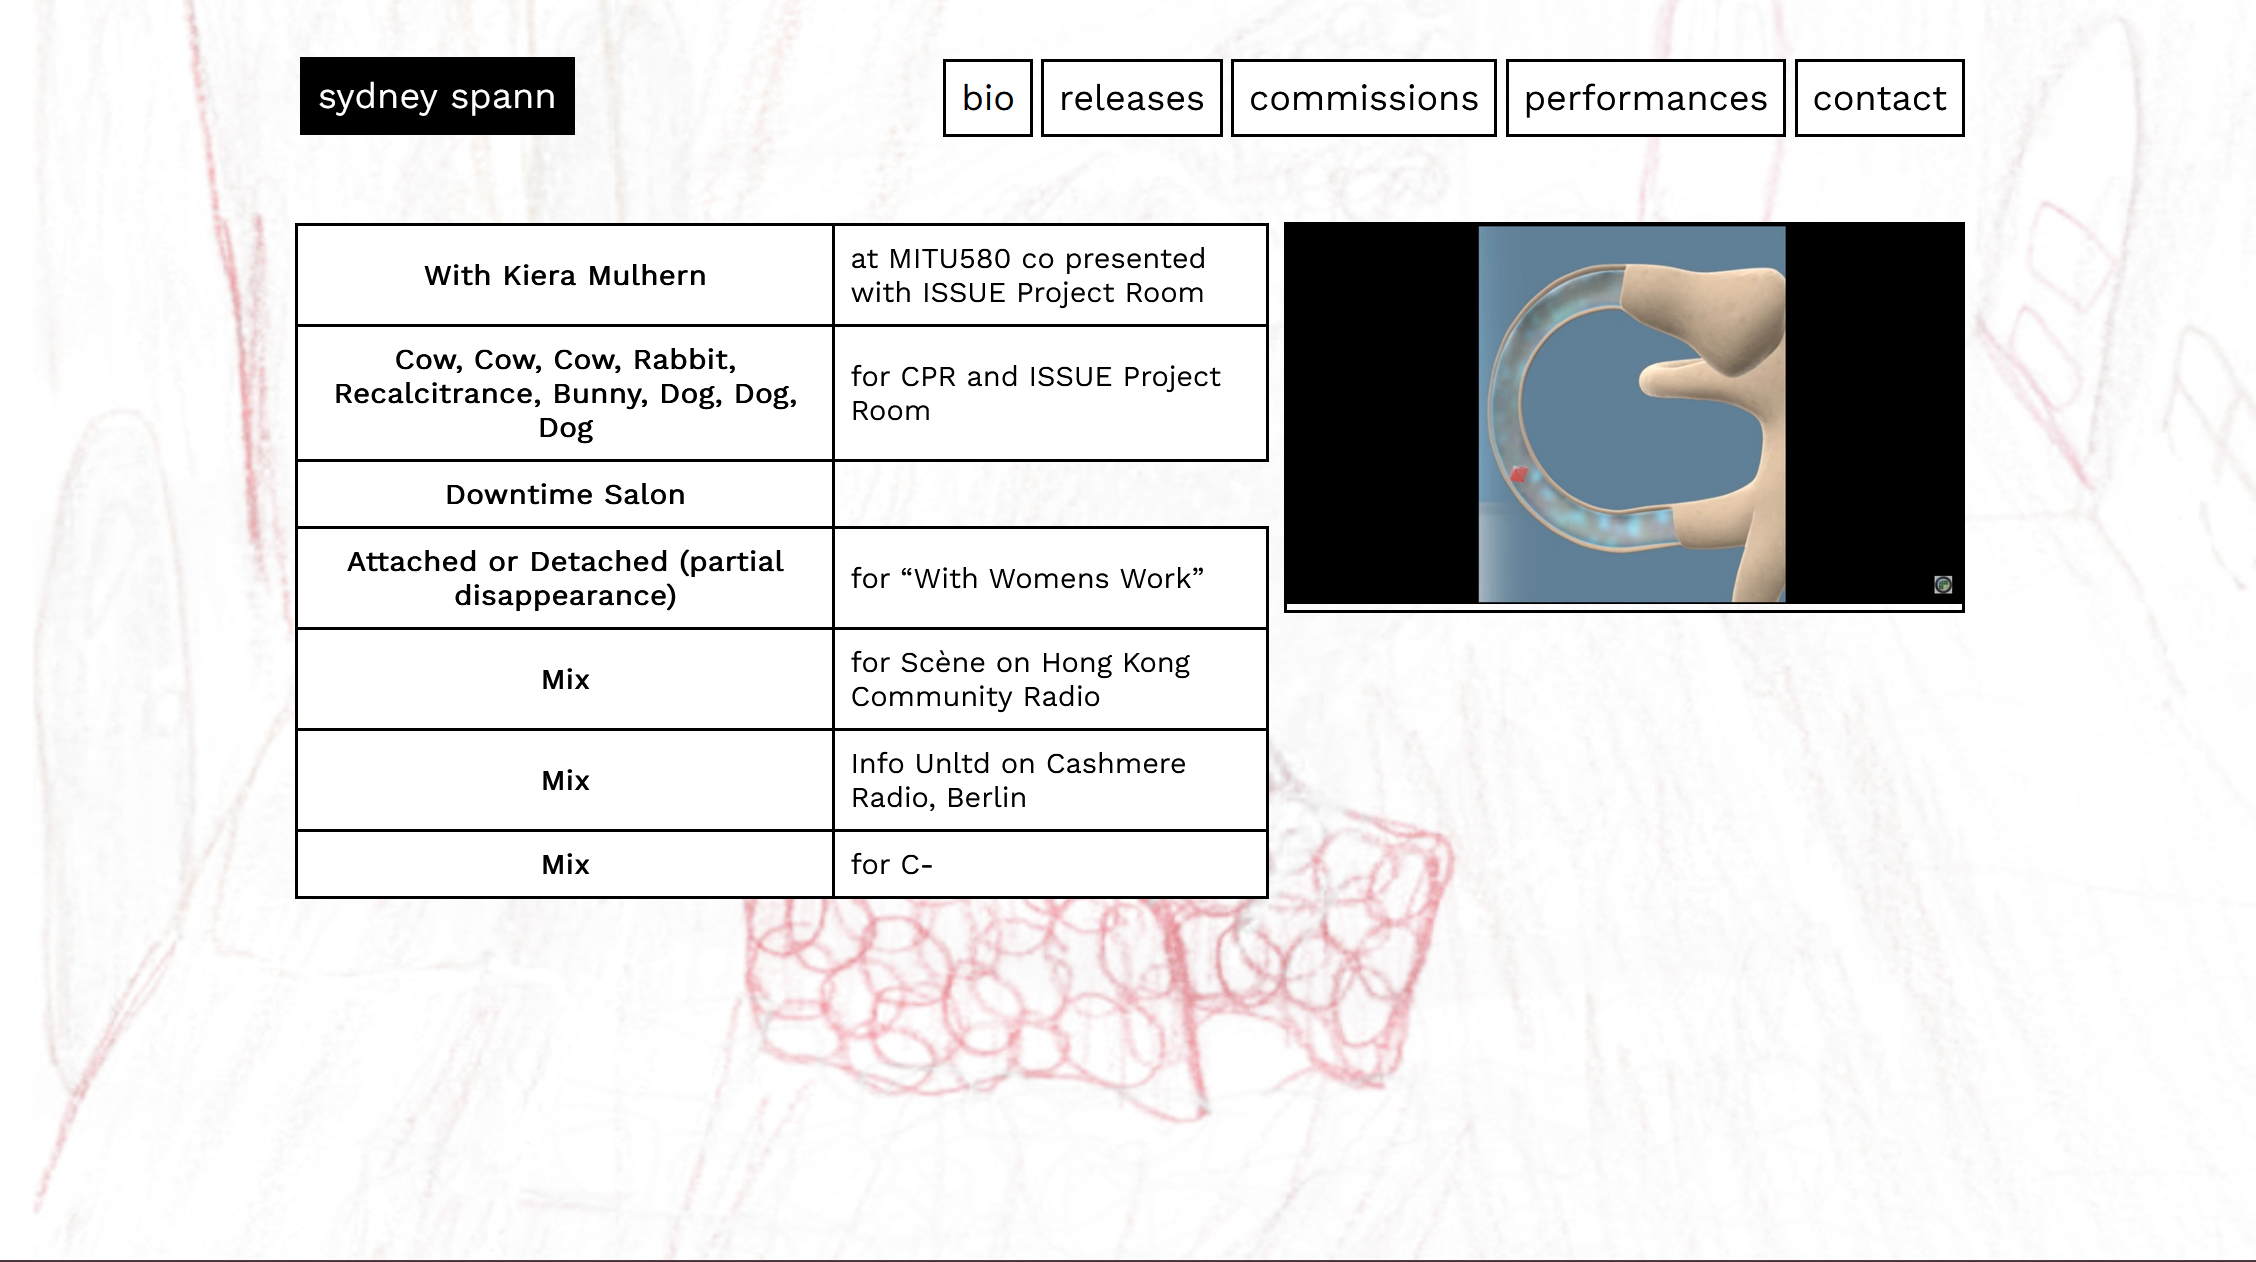 sydney spann
bio
releases
commissions
performances
contact
With Kiera Mulhern
at MITU580 co presented
with ISSUE Project Room
Cow, Cow, Cow, Rabbit,
Recalcitrance, Bunny, Dog, Dog,
Dog
for CPR and ISSUE Project
Room
Downtime Salon
Attached or Detached (partial
disappearance)
for “With Womens Work”
Mix
for Scène on Hong Kong
Community Radio
Mix
Info Unltd on Cashmere
Radio, Berlin
Mix
for C-